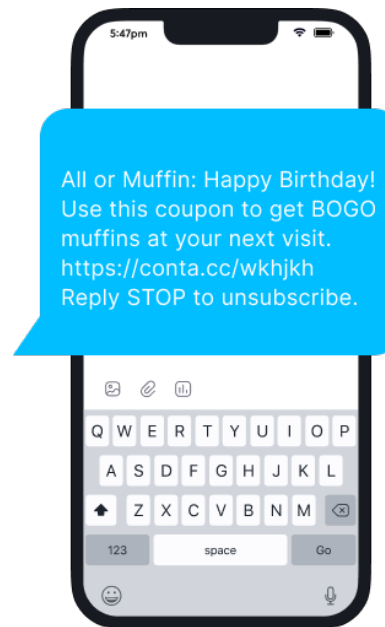 5:47pm
All or Muffin: Happy Birthday!
Use this coupon to get BOGO
muffins at your next visit.
https://conta.cc/wkhjkh
Reply STOP to unsubscribe.
Q W E R T Y U I O P
A S D F G H J K L
Z X C V B N M
123 space Go